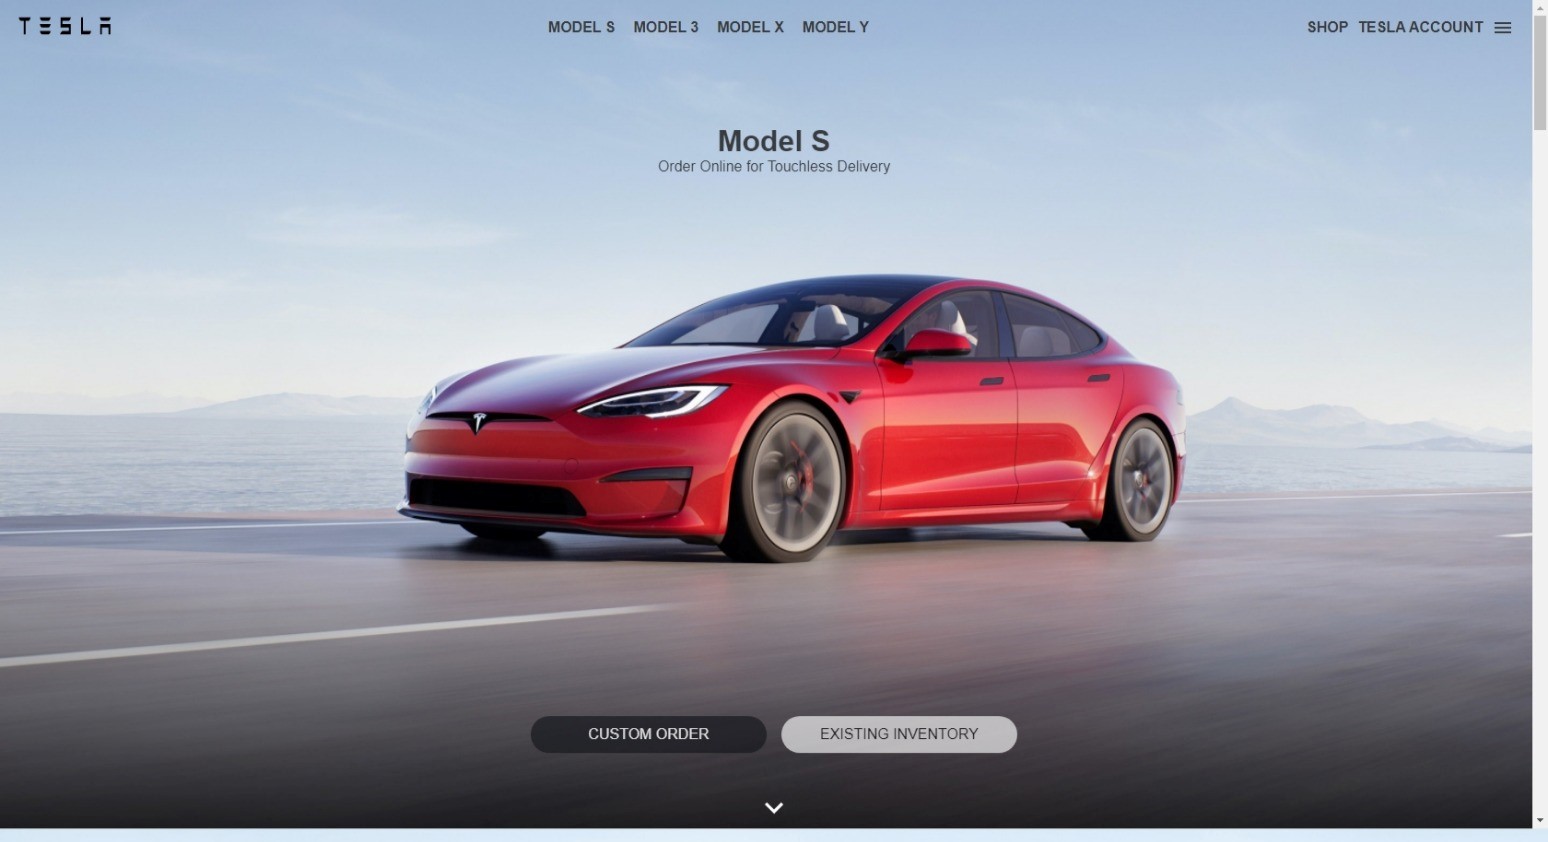 TESLA
MODEL S MODEL 3 MODEL X MODEL Y
SHOP TESLA ACCOUNT
Model S
Order Online for Touchless Delivery
CUSTOM ORDER
EXISTING INVENTORY